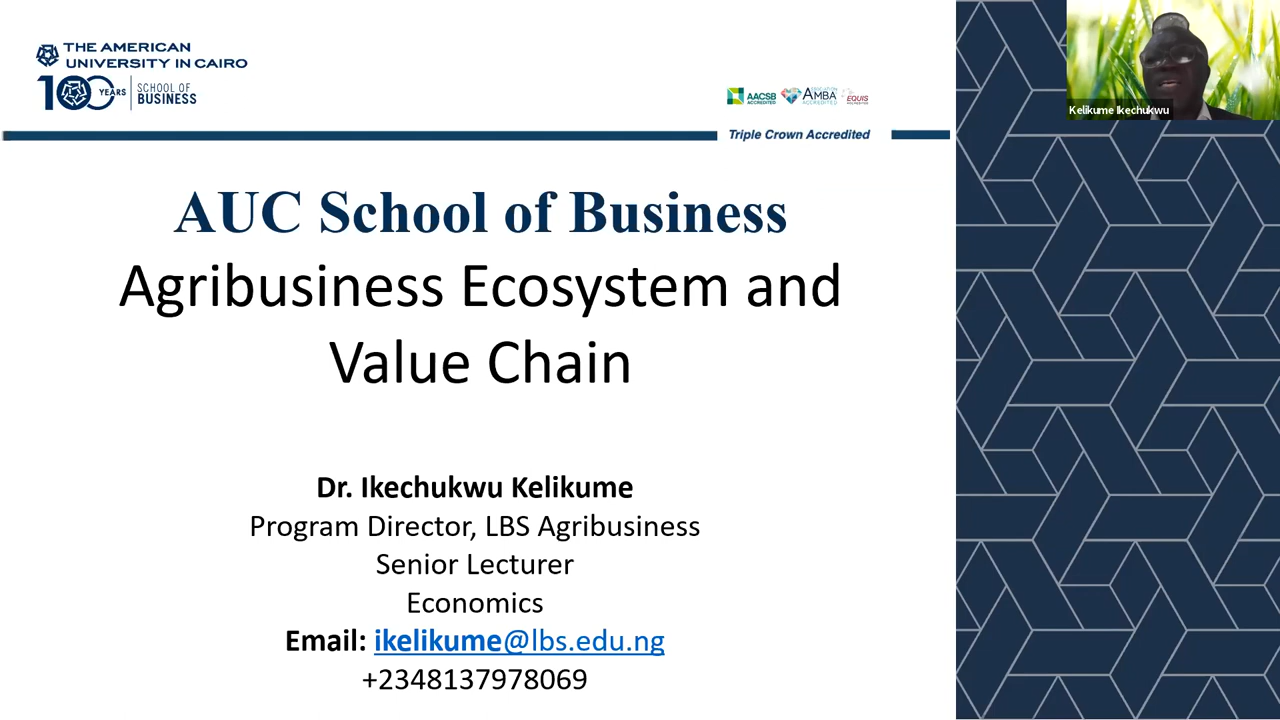 THE AMERICAN
UNIVERSITY IN CAIRO
100 YEARS
SCHOOL OF
BUSINESS
AACSB
ACCREDITED
ASSOCIATION
AMBA
ACCREDITED
EQUIS
ACCREDITED
Triple Crown Accredited
Kelikume Ikechukwu
AUC School of Business
Agribusiness Ecosystem and
Value Chain
Dr. Ikechukwu Kelikume
Program Director, LBS Agribusiness
Senior Lecturer
Economics
Email: ikelikume@lbs.edu.ng
+2348137978069